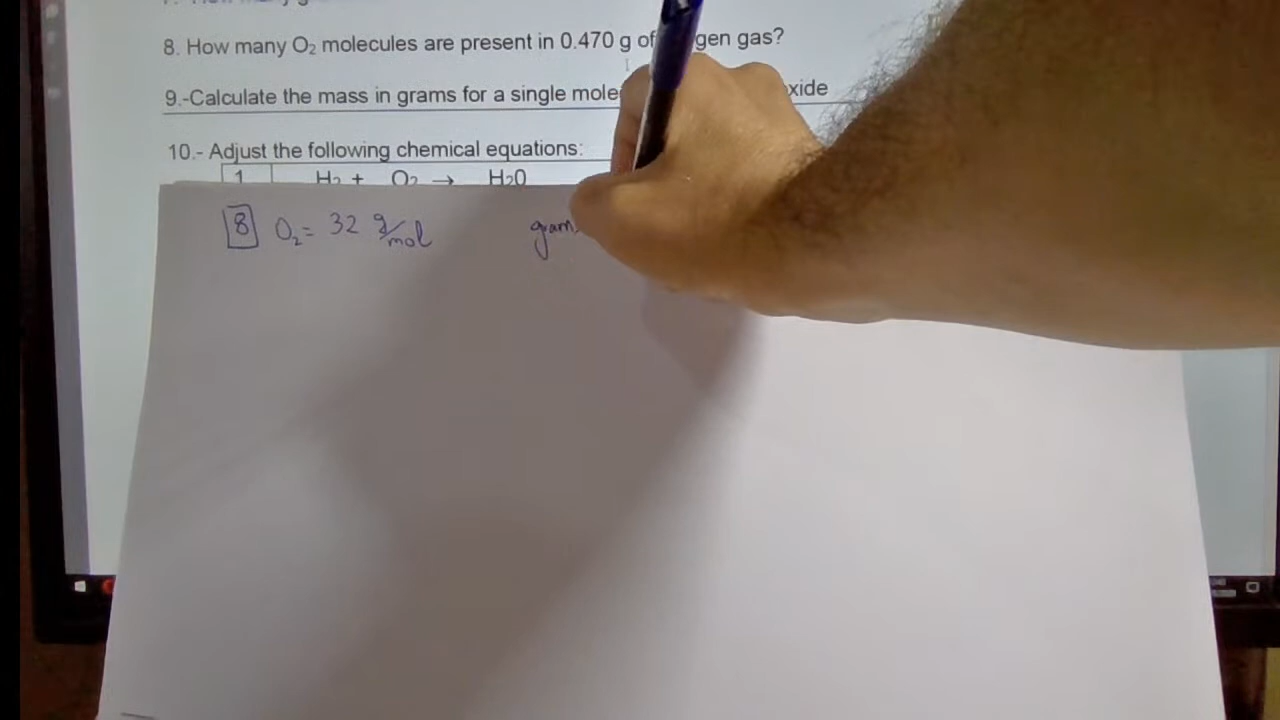 8. How many O₂ molecules are present in 0.470 g of gen gas?
9.-Calculate the mass in grams for a single mole xide
10.- Adjust the following chemical equations:
1 H₂ + O₂ → H₂0
8 O₂ = 32 g/mol gram